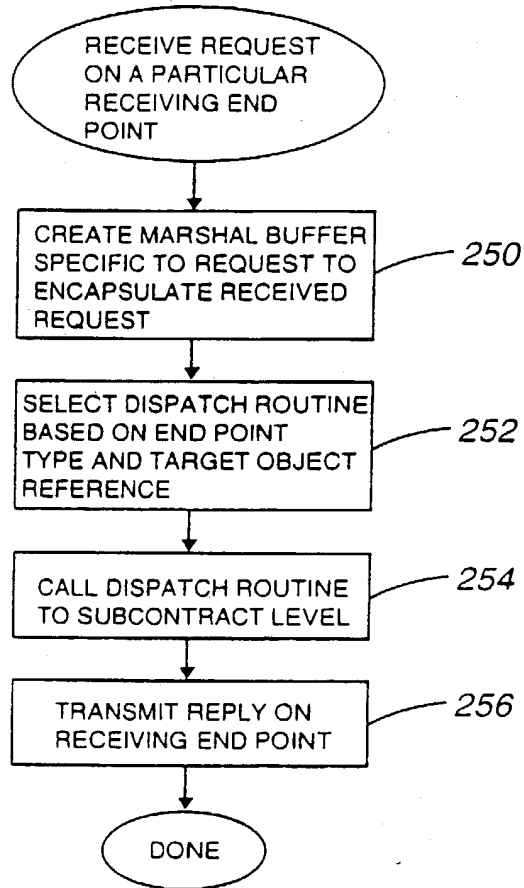 RECEIVE REQUEST
ON A PARTICULAR
RECEIVING END
POINT
CREATE MARSHAL BUFFER
SPECIFIC TO REQUEST TO
ENCAPSULATE RECEIVED
REQUEST
250
SELECT DISPATCH ROUTINE
BASED ON END POINT
TYPE AND TARGET OBJECT
REFERENCE
252
CALL DISPATCH ROUTINE
TO SUBCONTRACT LEVEL
254
TRANSMIT REPLY ON
RECEIVING END POINT
256
DONE